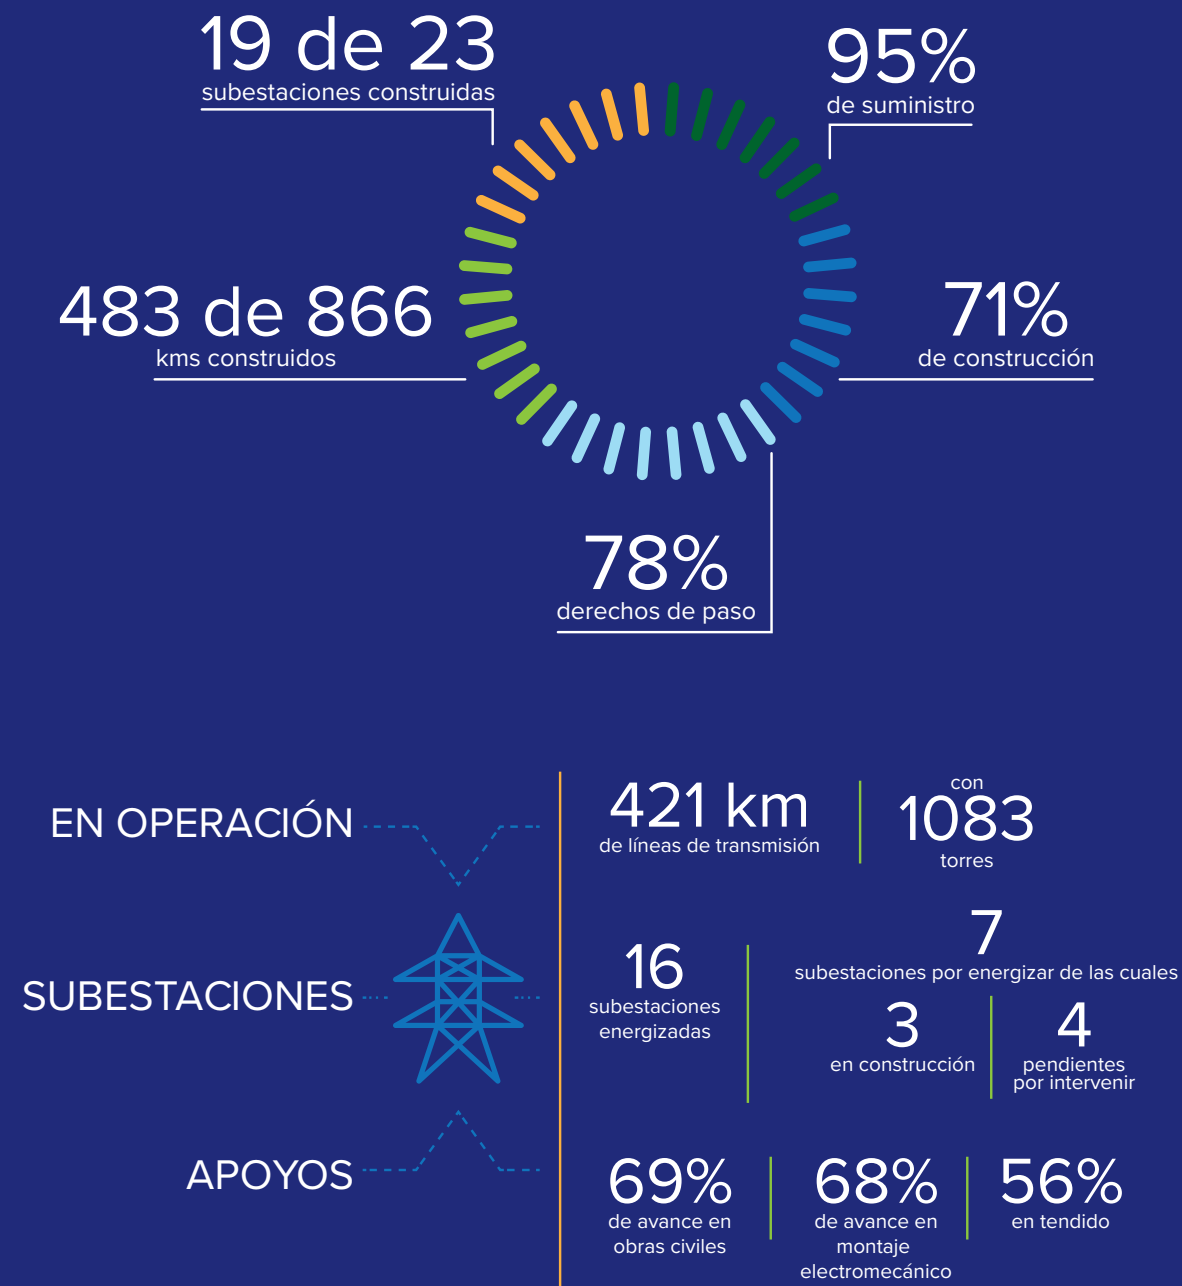 19 de 23
subestaciones construidas
95%
de suministro
483 de 866
kms construidos
71%
de construcción
78%
derechos de paso
EN OPERACIÓN
421 km
de líneas de transmisión
con
1083
torres
SUBESTACIONES
16
subestaciones
energizadas
7
subestaciones por energizar de las cuales
3
en construcción
4
pendientes
por intervenir
APOYOS
69%
de avance en
obras civiles
68%
de avance en
montaje
electromecánico
56%
en tendido